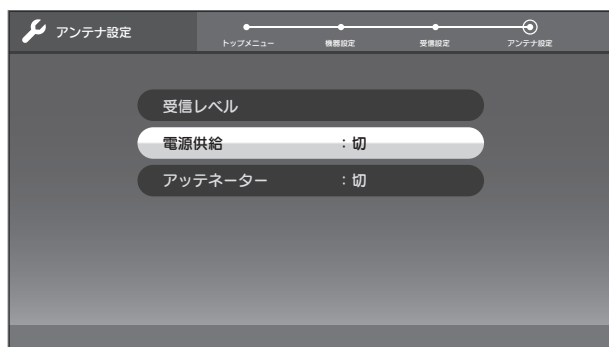 アンテナ設定
トップメニュー 機器設定 受信設定 アンテナ設定
受信レベル
電源供給 : 切
アッテネーター : 切